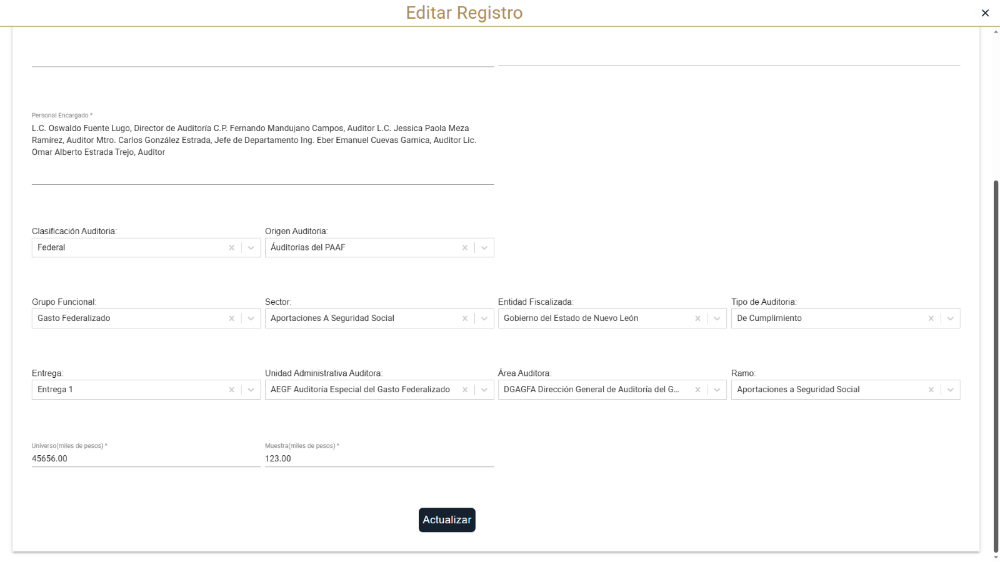 Editar Registro
Personal Encargado *
L.C. Oswaldo Fuente Lugo, Director de Auditoría C.P. Fernando Mandujano Campos, Auditor L.C. Jessica Paola Meza
Ramírez, Auditor Mtro. Carlos González Estrada, Jefe de Departamento Ing. Eber Emanuel Cuevas Garnica, Auditor Lic.
Omar Alberto Estrada Trejo, Auditor
Clasificación Auditoria: Origen Auditoria:
Federal Áuditorias del PAAF
Grupo Funcional: Sector: Entidad Fiscalizada: Tipo de Auditoria:
Gasto Federalizado Aportaciones A Seguridad Social Gobierno del Estado de Nuevo León De Cumplimiento
Entrega: Unidad Administrativa Auditora: Área Auditora: Ramo:
Entrega 1 AEGF Auditoría Especial del Gasto Federalizado DGAGFA Dirección General de Auditoría del G... Aportaciones a Seguridad Social
Universo(miles de pesos) * Muestra(miles de pesos) *
45656.00 123.00
Actualizar